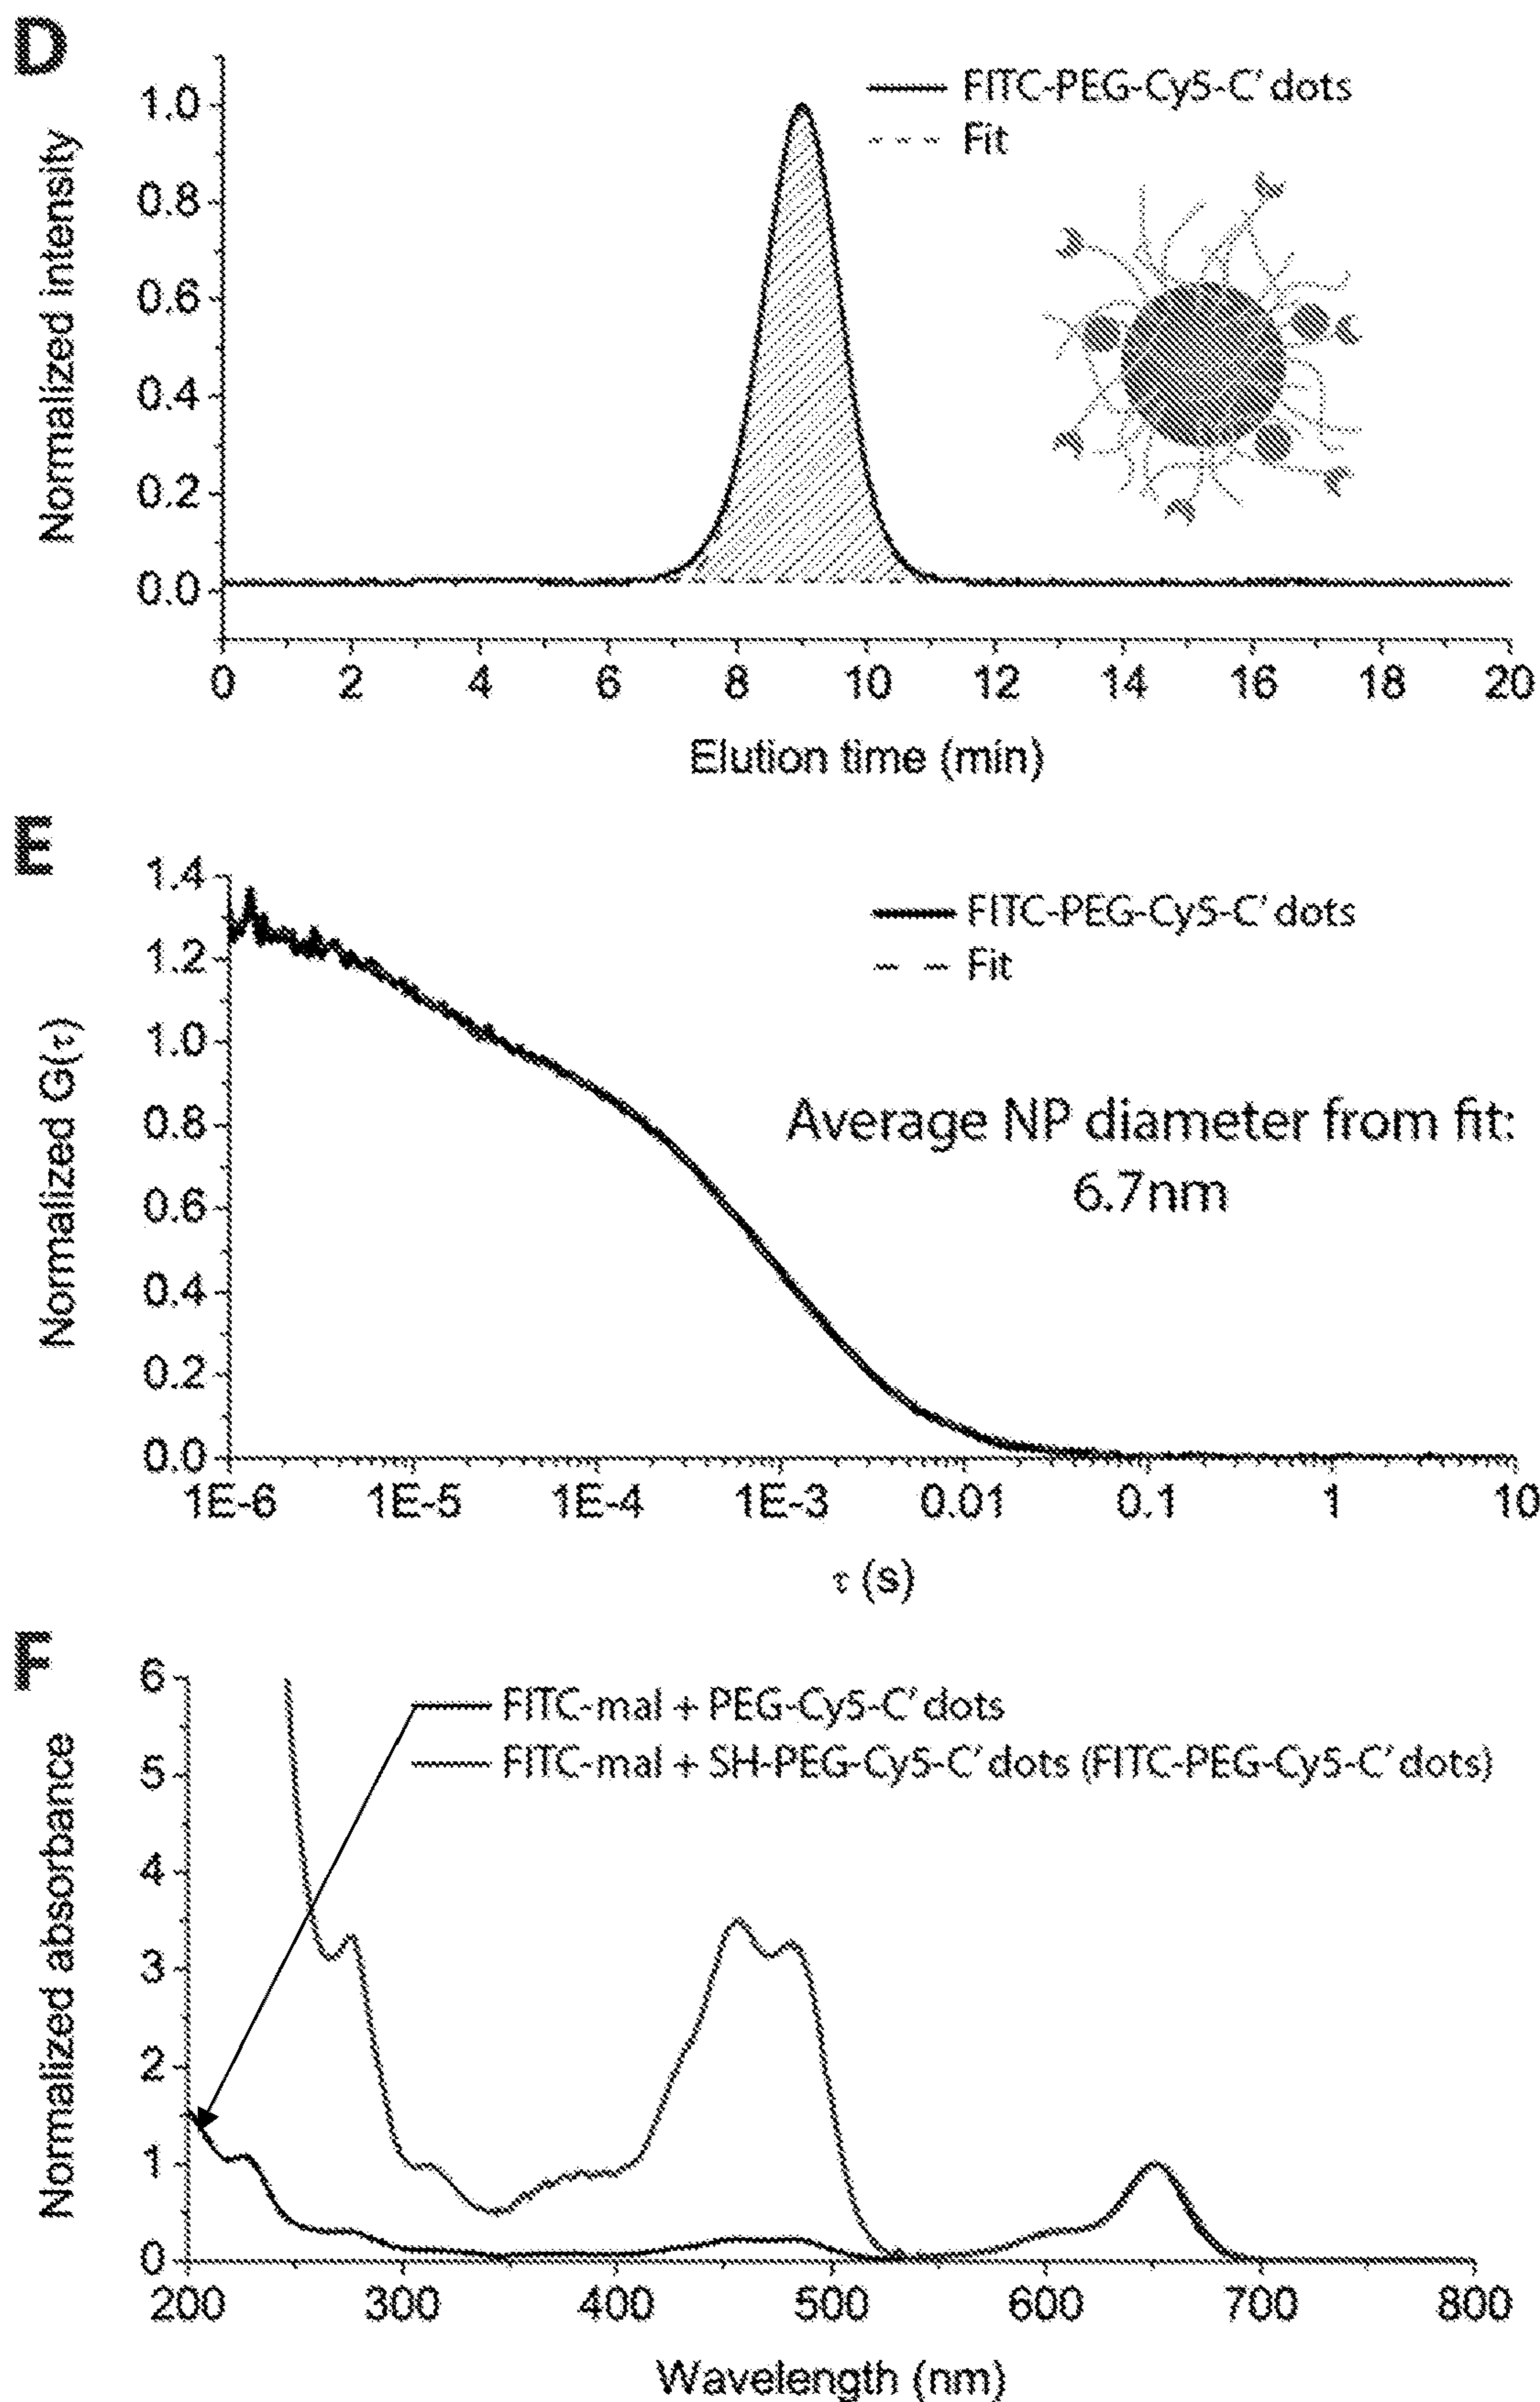 D
FITC-PEG-Cy5-C' dots
Fit
Normalized intensity
1.0
0.8
0.6
0.4
0.2
0.0
0 2 4 6 8 10 12 14 16 18 20
Elution time (min)
E
FITC-PEG-Cy5-C' dots
Fit
Normalized G(τ)
1.4
1.2
1.0
0.8
0.6
0.4
0.2
0.0
Average NP diameter from fit:
6.7nm
1E-6 1E-5 1E-4 1E-3 0.01 0.1 1 10
τ (s)
F
FITC-mal + PEG-Cy5-C' dots
FITC-mal + SH-PEG-Cy5-C' dots (FITC-PEG-Cy5-C' dots)
Normalized absorbance
6
5
4
3
2
1
0
200 300 400 500 600 700 800
Wavelength (nm)